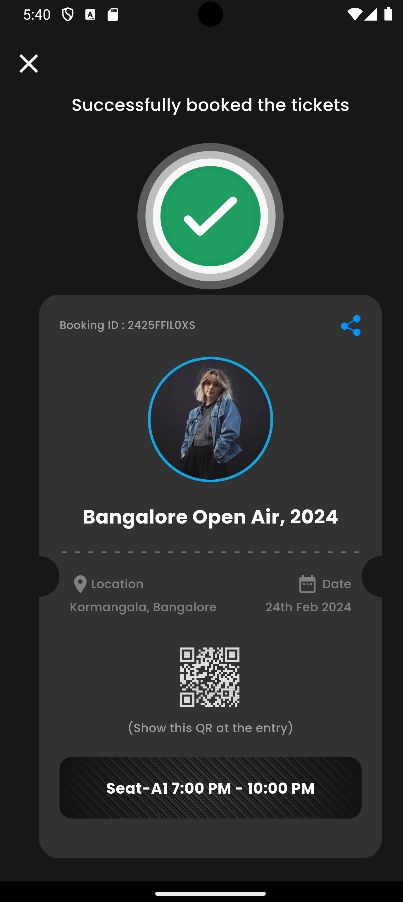 5:40
Successfully booked the tickets
Booking ID : 2425FFIL0XS
Bangalore Open Air, 2024
Location
Date
Kormangala, Bangalore
24th Feb 2024
(Show this QR at the entry)
Seat-A1 7:00 PM - 10:00 PM